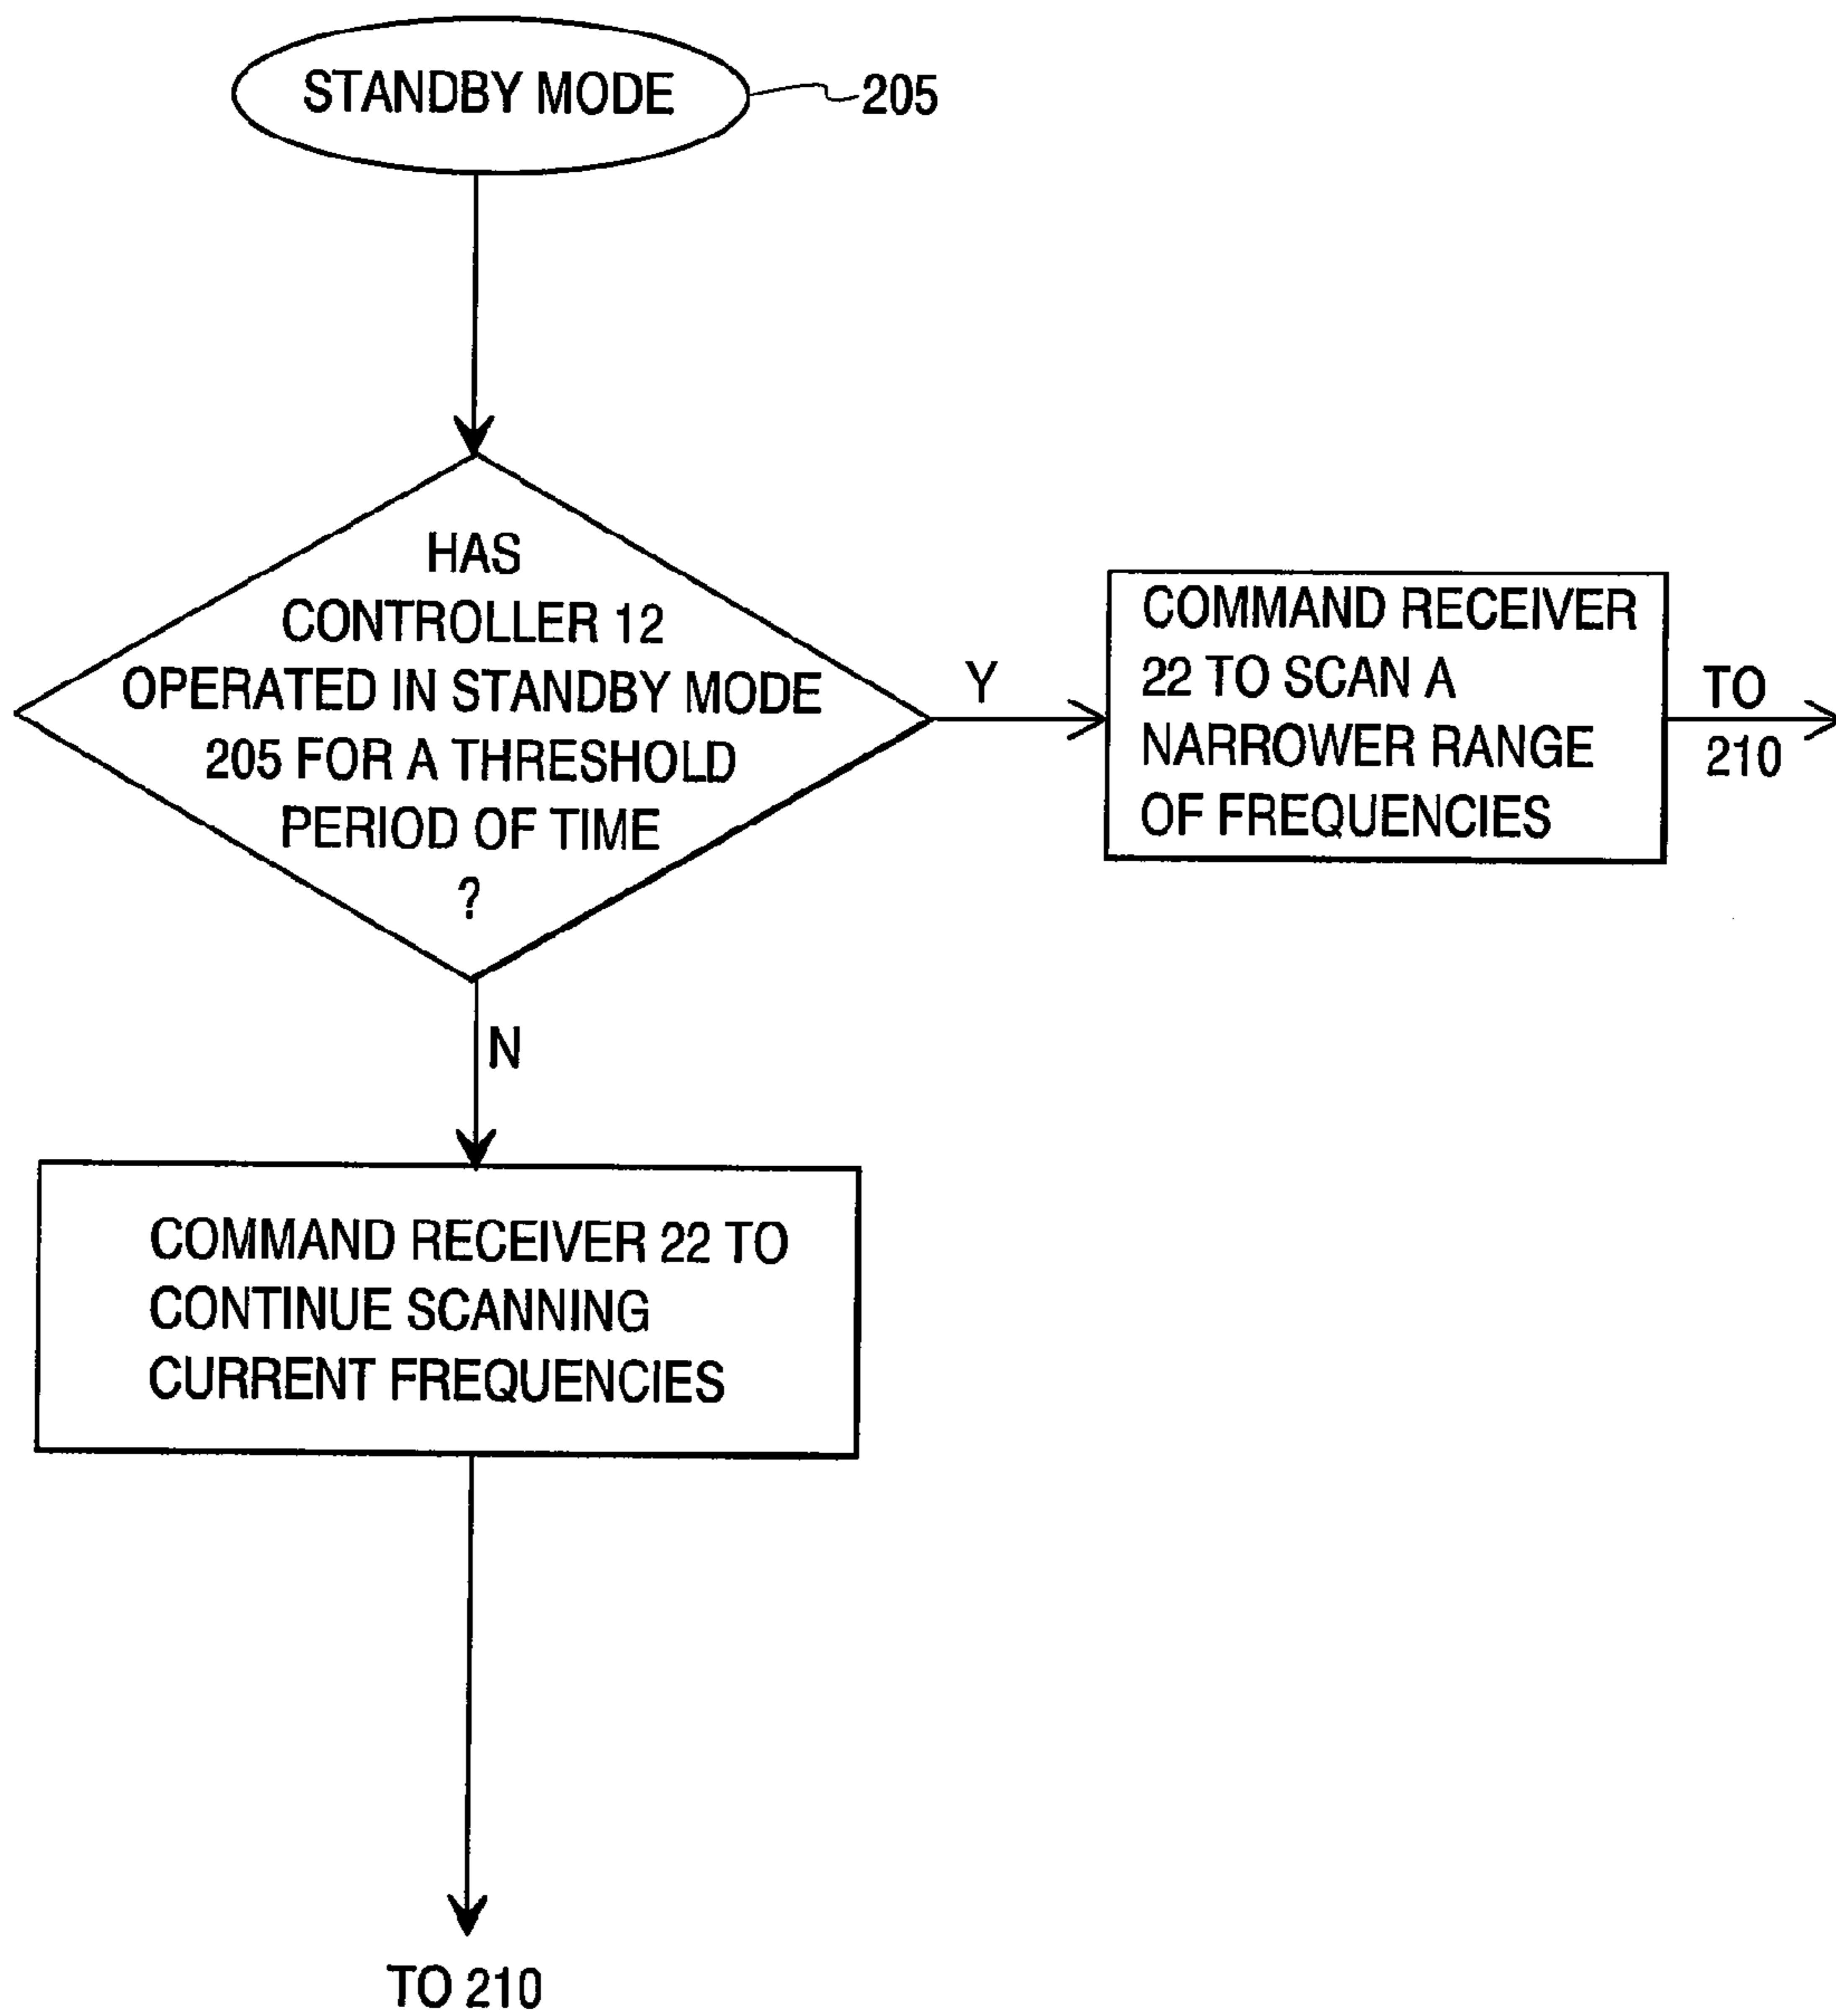 STANDBY MODE
205
HAS
CONTROLLER 12
OPERATED IN STANDBY MODE
205 FOR A THRESHOLD
PERIOD OF TIME
?
Y
COMMAND RECEIVER
22 TO SCAN A
NARROWER RANGE
OF FREQUENCIES
TO
210
N
COMMAND RECEIVER 22 TO
CONTINUE SCANNING
CURRENT FREQUENCIES
TO 210